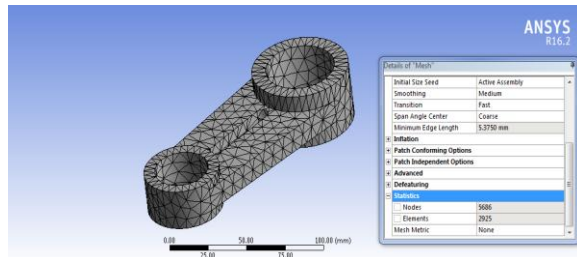 ANSYS
R16.2
Details of "Mesh"
Initial Size Seed Active Assembly
Smoothing Medium
Transition Fast
Span Angle Center Coarse
Minimum Edge Length 5.3750 mm
Inflation
Patch Conforming Options
Patch Independent Options
Advanced
Defeaturing
Statistics
Nodes 5686
Elements 2925
Mesh Metric None
0.00 50.00 100.00 (mm)
25.00 75.00